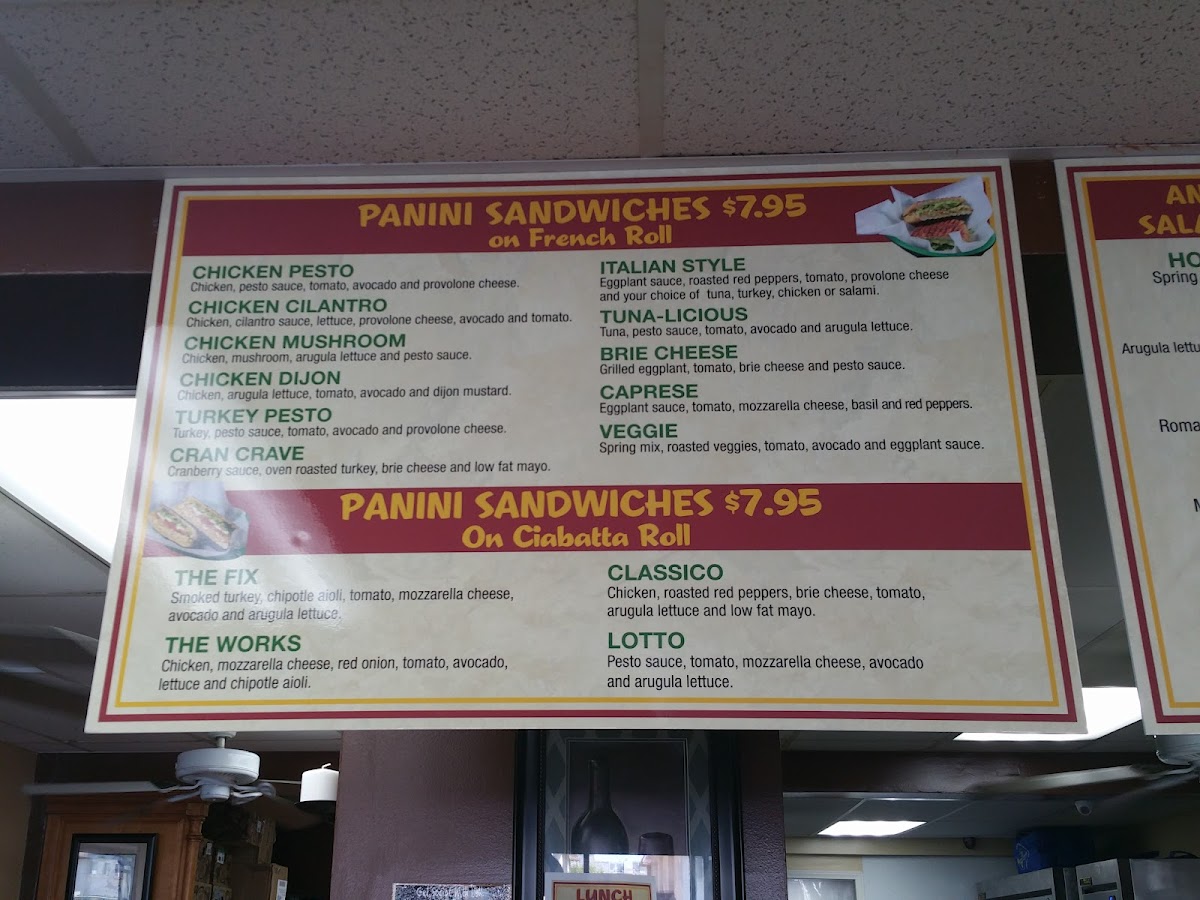 PANINI SANDWICHES $7.95
on French Roll
CHICKEN PESTO
Chicken, pesto sauce, tomato, avocado and provolone cheese.
CHICKEN CILANTRO
Chicken, cilantro sauce, lettuce, provolone cheese, avocado and tomato.
CHICKEN MUSHROOM
Chicken, mushroom, arugula lettuce and pesto sauce.
CHICKEN DIJON
Chicken, arugula lettuce, tomato, avocado and dijon mustard.
TURKEY PESTO
Turkey, pesto sauce, tomato, avocado and provolone cheese.
CRAN CRAVE
Cranberry sauce, oven roasted turkey, brie cheese and low fat mayo.
ITALIAN STYLE
Eggplant sauce, roasted red peppers, tomato, provolone cheese
and your choice of tuna, turkey, chicken or salami.
TUNA-LICIOUS
Tuna, pesto sauce, tomato, avocado and arugula lettuce.
BRIE CHEESE
Grilled eggplant, tomato, brie cheese and pesto sauce.
CAPRESE
Eggplant sauce, tomato, mozzarella cheese, basil and red peppers.
VEGGIE
Spring mix, roasted veggies, tomato, avocado and eggplant sauce.
PANINI SANDWICHES $7.95
On Ciabatta Roll
THE FIX
Smoked turkey, chipotle aioli, tomato, mozzarella cheese,
avocado and arugula lettuce.
THE WORKS
Chicken, mozzarella cheese, red onion, tomato, avocado,
lettuce and chipotle aioli.
CLASSICO
Chicken, roasted red peppers, brie cheese, tomato,
arugula lettuce and low fat mayo.
LOTTO
Pesto sauce, tomato, mozzarella cheese, avocado
and arugula lettuce.
AN
SALA
HO
Spring
Arugula lettu
Roma
LUNCH